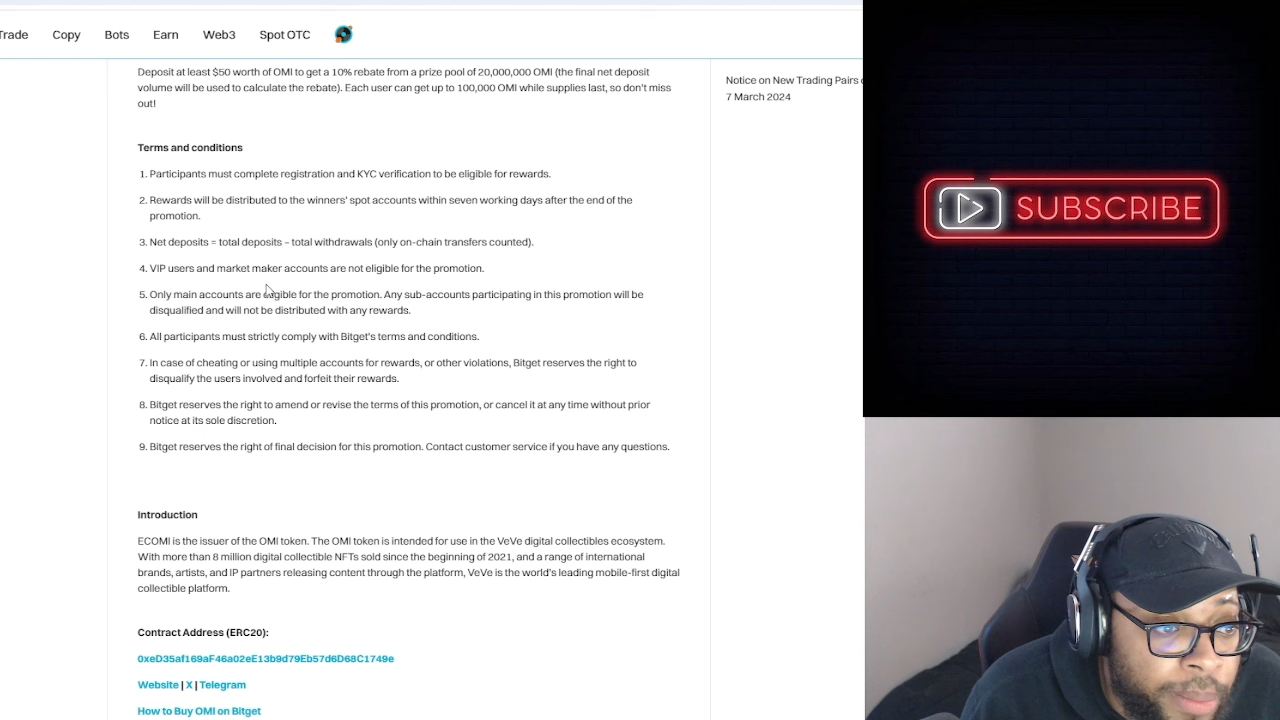 Trade Copy Bots Earn Web3 Spot OTC
Deposit at least $50 worth of OMI to get a 10% rebate from a prize pool of 20,000,000 OMI (the final net deposit
volume will be used to calculate the rebate). Each user can get up to 100,000 OMI while supplies last, so don't miss
out!
Terms and conditions
1. Participants must complete registration and KYC verification to be eligible for rewards.
2. Rewards will be distributed to the winners' spot accounts within seven working days after the end of the
promotion.
3. Net deposits = total deposits – total withdrawals (only on-chain transfers counted).
4. VIP users and market maker accounts are not eligible for the promotion.
5. Only main accounts are eligible for the promotion. Any sub-accounts participating in this promotion will be
disqualified and will not be distributed with any rewards.
6. All participants must strictly comply with Bitget's terms and conditions.
7. In case of cheating or using multiple accounts for rewards, or other violations, Bitget reserves the right to
disqualify the users involved and forfeit their rewards.
8. Bitget reserves the right to amend or revise the terms of this promotion, or cancel it at any time without prior
notice at its sole discretion.
9. Bitget reserves the right of final decision for this promotion. Contact customer service if you have any questions.
Introduction
ECOMI is the issuer of the OMI token. The OMI token is intended for use in the VeVe digital collectibles ecosystem.
With more than 8 million digital collectible NFTs sold since the beginning of 2021, and a range of international
brands, artists, and IP partners releasing content through the platform, VeVe is the world's leading mobile-first digital
collectible platform.
Contract Address (ERC20):
0xeD35af169aF46a02eE13b9d79Eb57d6D68C1749e
Website | X | Telegram
How to Buy OMI on Bitget
Notice on New Trading Pairs
7 March 2024
SUBSCRIBE